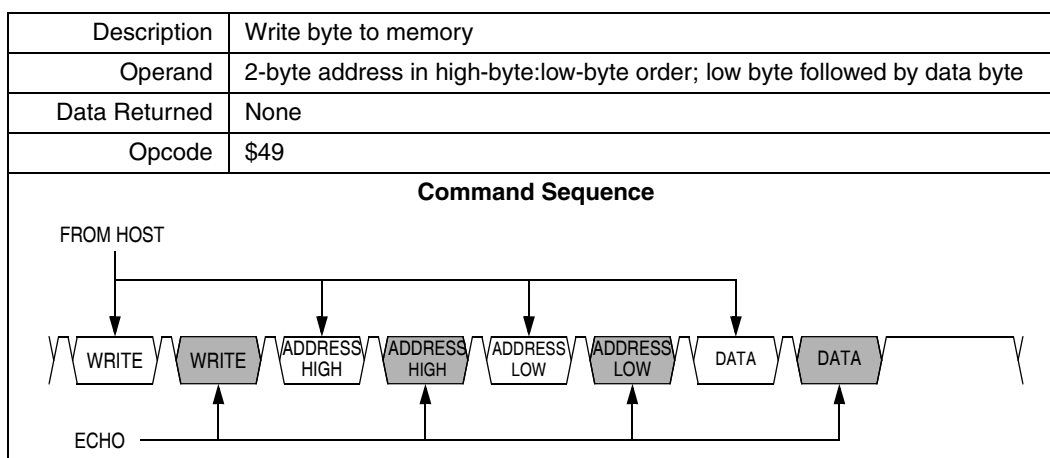 Description Write byte to memory
Operand 2-byte address in high-byte:low-byte order; low byte followed by data byte
Data Returned None
Opcode $49
Command Sequence
FROM HOST
WRITE WRITE ADDRESS HIGH ADDRESS HIGH ADDRESS LOW ADDRESS LOW DATA DATA
ECHO